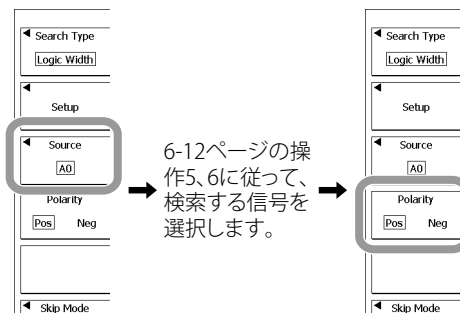 Search Type
Logic Width
Setup
Source
A0
Polarity
Pos Neg
Skip Mode
6-12ページの操
作5、6に従って、
検索する信号を
選択します。
Search Type
Logic Width
Setup
Source
A0
Polarity
Pos Neg
Skip Mode